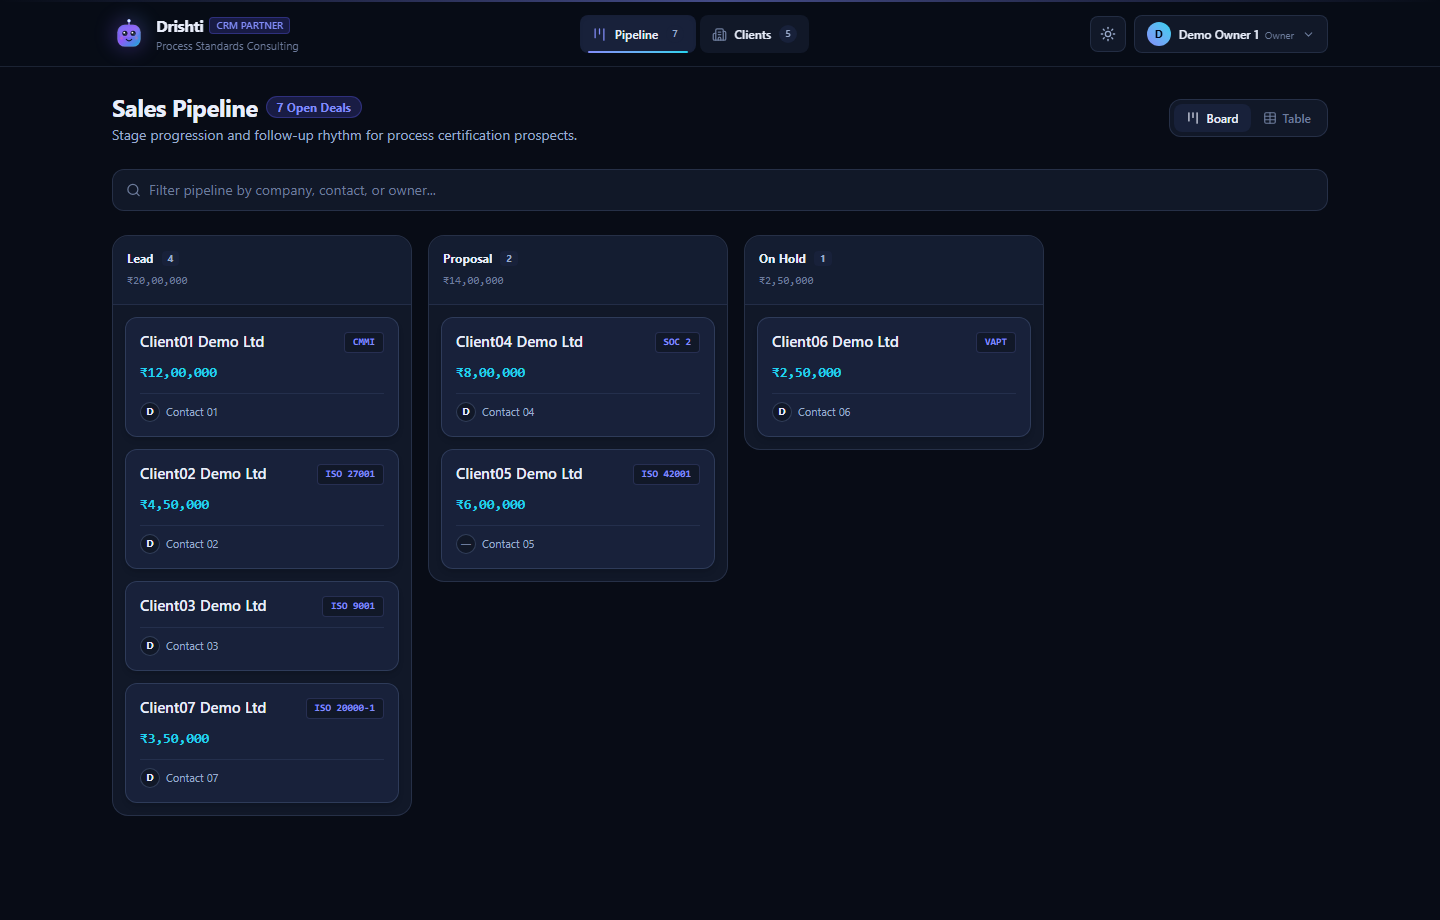 Drishti CRM PARTNER
Process Standards Consulting
Pipeline 7
Clients 5
D Demo Owner 1 Owner
Sales Pipeline 7 Open Deals
Stage progression and follow-up rhythm for process certification prospects.
Board
Table
Filter pipeline by company, contact, or owner...
Lead 4
₹20,00,000
Client01 Demo Ltd CMMI
₹12,00,000
D Contact 01
Client02 Demo Ltd ISO 27001
₹4,50,000
D Contact 02
Client03 Demo Ltd ISO 9001
D Contact 03
Client07 Demo Ltd ISO 20000-1
₹3,50,000
D Contact 07
Proposal 2
₹14,00,000
Client04 Demo Ltd SOC 2
₹8,00,000
D Contact 04
Client05 Demo Ltd ISO 42001
₹6,00,000
— Contact 05
On Hold 1
₹2,50,000
Client06 Demo Ltd VAPT
₹2,50,000
D Contact 06